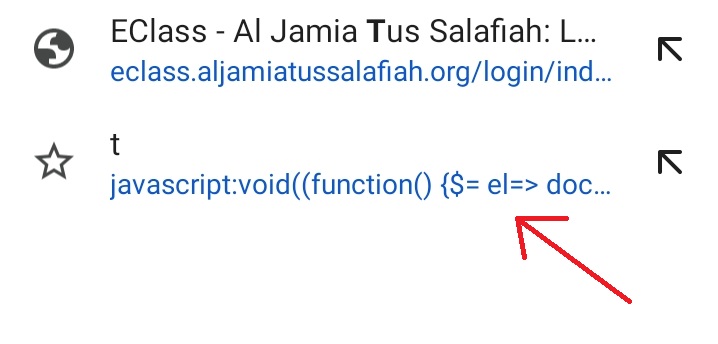 EClass - Al Jamia Tus Salafiah: L...
eclass.aljamiatussalafiah.org/login/ind...
t
javascript:void((function() {$= el=> doc...